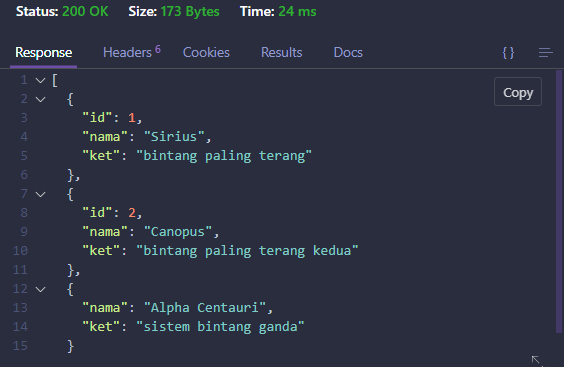 Status: 200 OK Size: 173 Bytes Time: 24 ms
Response Headers 6 Cookies Results Docs { }
Copy
1 [
2 {
3 "id": 1,
4 "nama": "Sirius",
5 "ket": "bintang paling terang"
6 },
7 {
8 "id": 2,
9 "nama": "Canopus",
10 "ket": "bintang paling terang kedua"
11 },
12 {
13 "nama": "Alpha Centauri",
14 "ket": "sistem bintang ganda"
15 }